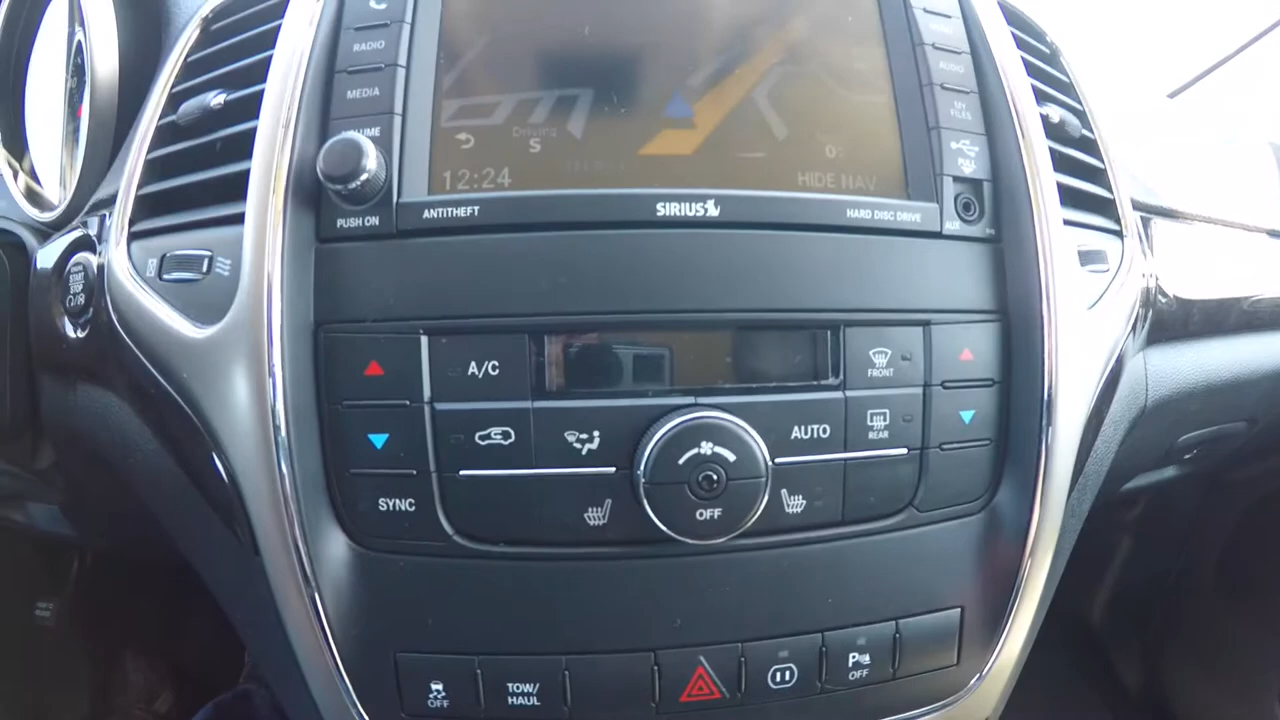 RADIO
MEDIA
VOLUME
PUSH ON
Driving
S
12:24
HIDE NAV
ANTITHEFT
SIRIUS
HARD DISC DRIVE
AUDIO
MY
FILES
PULL
AUX
ENGINE
START
STOP
A/C
FRONT
AUTO
REAR
SYNC
OFF
OFF
TOW/
HAUL
P
OFF